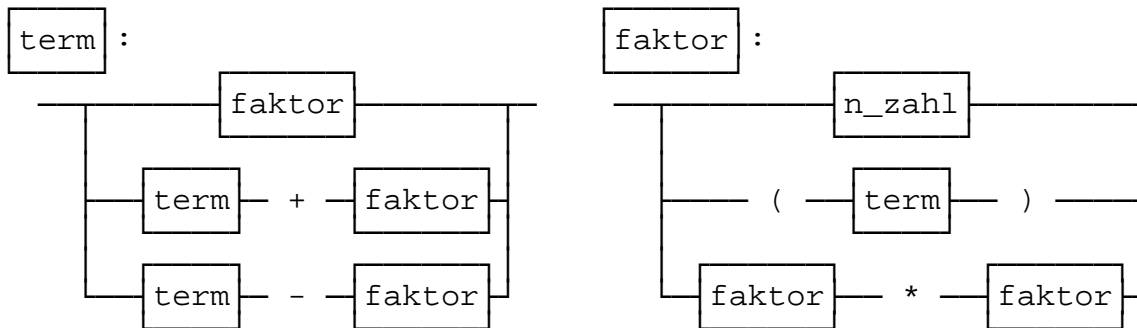 term : faktor :
faktor n_zahl
term + faktor ( term )
term - faktor faktor * faktor